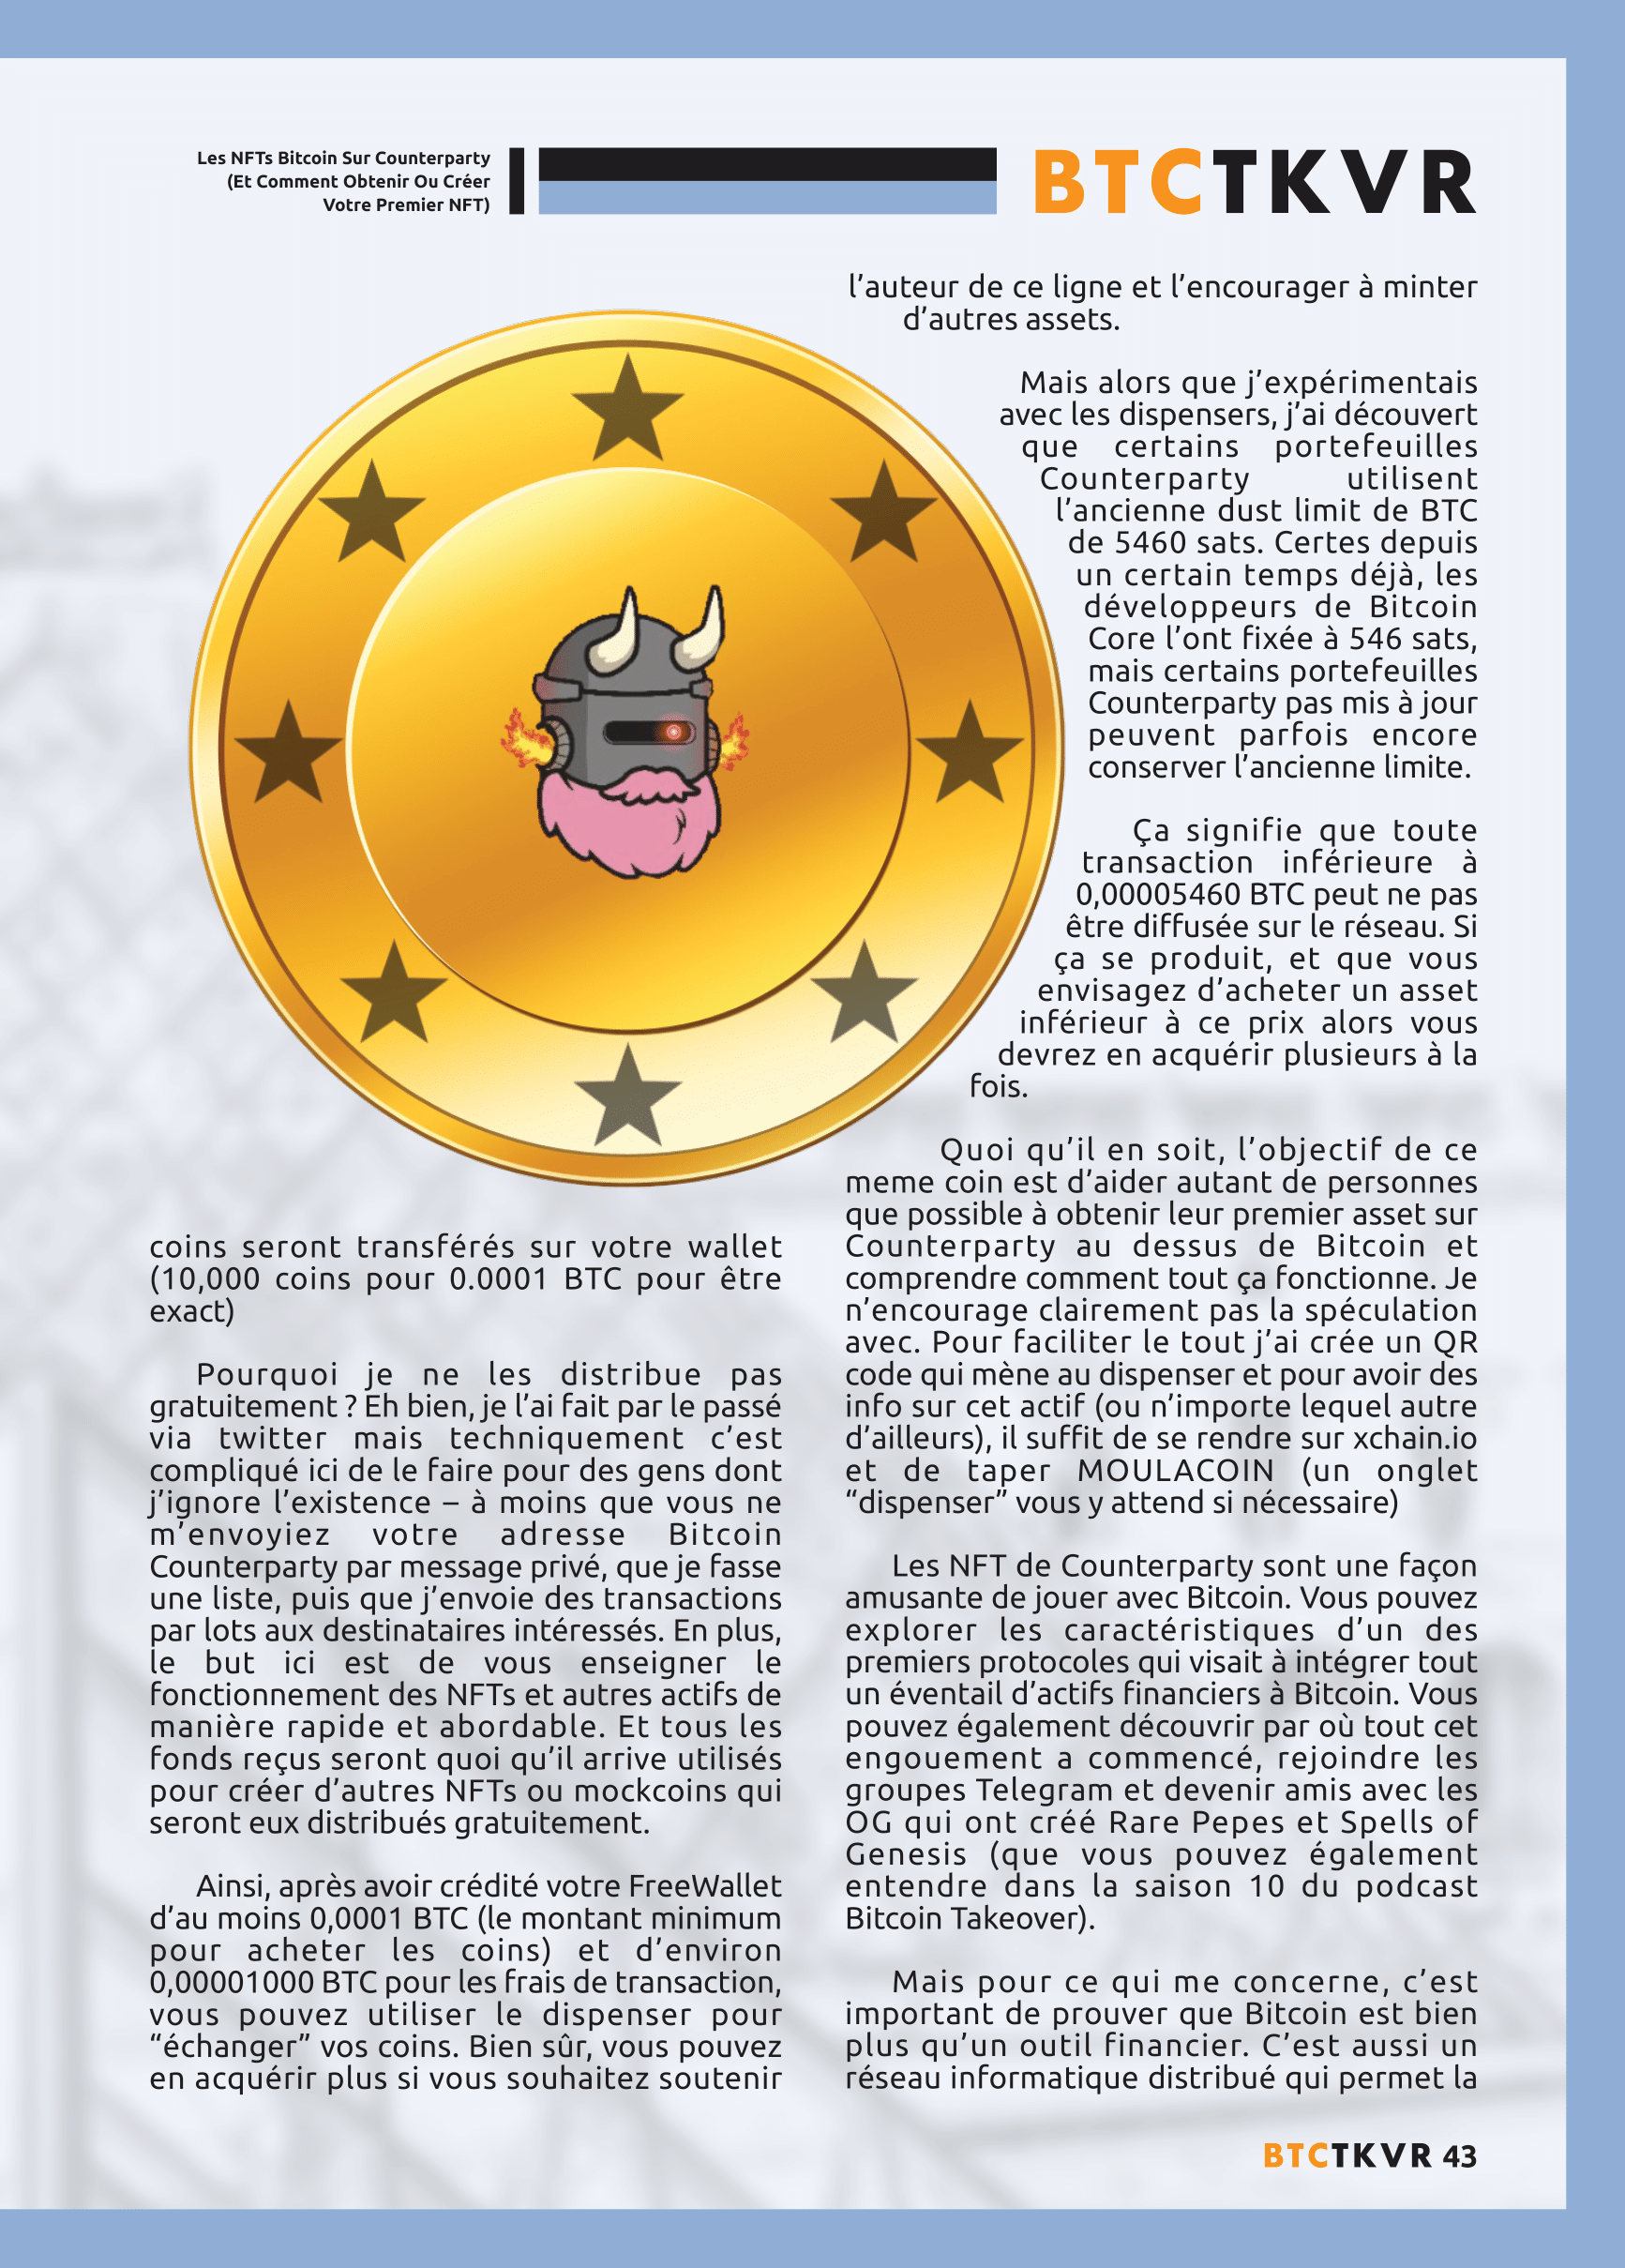 Les NFTs Bitcoin Sur Counterparty
(Et Comment Obtenir Ou Créer
Votre Premier NFT)
BTCTKVR
coins seront transférés sur votre wallet
(10,000 coins pour 0.0001 BTC pour être
exact)
Pourquoi je ne les distribue pas
gratuitement ? Eh bien, je l’ai fait par le passé
via twitter mais techniquement c’est
compliqué ici de le faire pour des gens dont
j’ignore l’existence – à moins que vous ne
m’envoyiez votre adresse Bitcoin
Counterparty par message privé, que je fasse
une liste, puis que j’envoie des transactions
par lots aux destinataires intéressés. En plus,
le but ici est de vous enseigner le
fonctionnement des NFTs et autres actifs de
manière rapide et abordable. Et tous les
fonds reçus seront quoi qu’il arrive utilisés
pour créer d’autres NFTs ou mockcoins qui
seront eux distribués gratuitement.
Ainsi, après avoir crédité votre FreeWallet
d’au moins 0,0001 BTC (le montant minimum
pour acheter les coins) et d’environ
0,00001000 BTC pour les frais de transaction,
vous pouvez utiliser le dispenser pour
“échanger” vos coins. Bien sûr, vous pouvez
en acquérir plus si vous souhaitez soutenir
l’auteur de ce ligne et l’encourager à minter
d’autres assets.
Mais alors que j’expérimentais
avec les dispensers, j’ai découvert
que certains portefeuilles
Counterparty utilisent
l’ancienne dust limit de BTC
de 5460 sats. Certes depuis
un certain temps déjà, les
développeurs de Bitcoin
Core l’ont fixée à 546 sats,
mais certains portefeuilles
Counterparty pas mis à jour
peuvent parfois encore
conserver l’ancienne limite.
Ça signifie que toute
transaction inférieure à
0,00005460 BTC peut ne pas
être diffusée sur le réseau. Si
ça se produit, et que vous
envisagez d’acheter un asset
inférieur à ce prix alors vous
devrez en acquérir plusieurs à la
fois.
Quoi qu’il en soit, l’objectif de ce
meme coin est d’aider autant de personnes
que possible à obtenir leur premier asset sur
Counterparty au dessus de Bitcoin et
comprendre comment tout ça fonctionne. Je
n’encourage clairement pas la spéculation
avec. Pour faciliter le tout j’ai crée un QR
code qui mène au dispenser et pour avoir des
info sur cet actif (ou n’importe lequel autre
d’ailleurs), il suffit de se rendre sur xchain.io
et de taper MOULACOIN (un onglet
“dispenser” vous y attend si nécessaire)
Les NFT de Counterparty sont une façon
amusante de jouer avec Bitcoin. Vous pouvez
explorer les caractéristiques d’un des
premiers protocoles qui visait à intégrer tout
un éventail d’actifs financiers à Bitcoin. Vous
pouvez également découvrir par où tout cet
engouement a commencé, rejoindre les
groupes Telegram et devenir amis avec les
OG qui ont créé Rare Pepes et Spells of
Genesis (que vous pouvez également
entendre dans la saison 10 du podcast
Bitcoin Takeover).
Mais pour ce qui me concerne, c’est
important de prouver que Bitcoin est bien
plus qu’un outil financier. C’est aussi un
réseau informatique distribué qui permet la
BTCTKVR 43